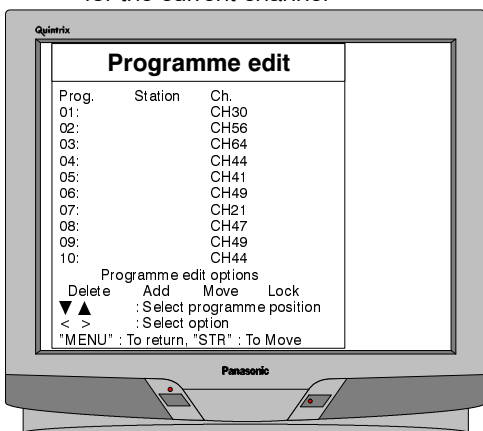 for the current channel
Quintrix
Programme edit
Prog. Station Ch.
01: CH30
02: CH56
03: CH64
04: CH44
05: CH41
06: CH49
07: CH21
08: CH47
09: CH49
10: CH44
Programme edit options
Delete Add Move Lock
▼ ▲ : Select programme position
< > : Select option
"MENU" : To return, "STR" : To Move
Panasonic